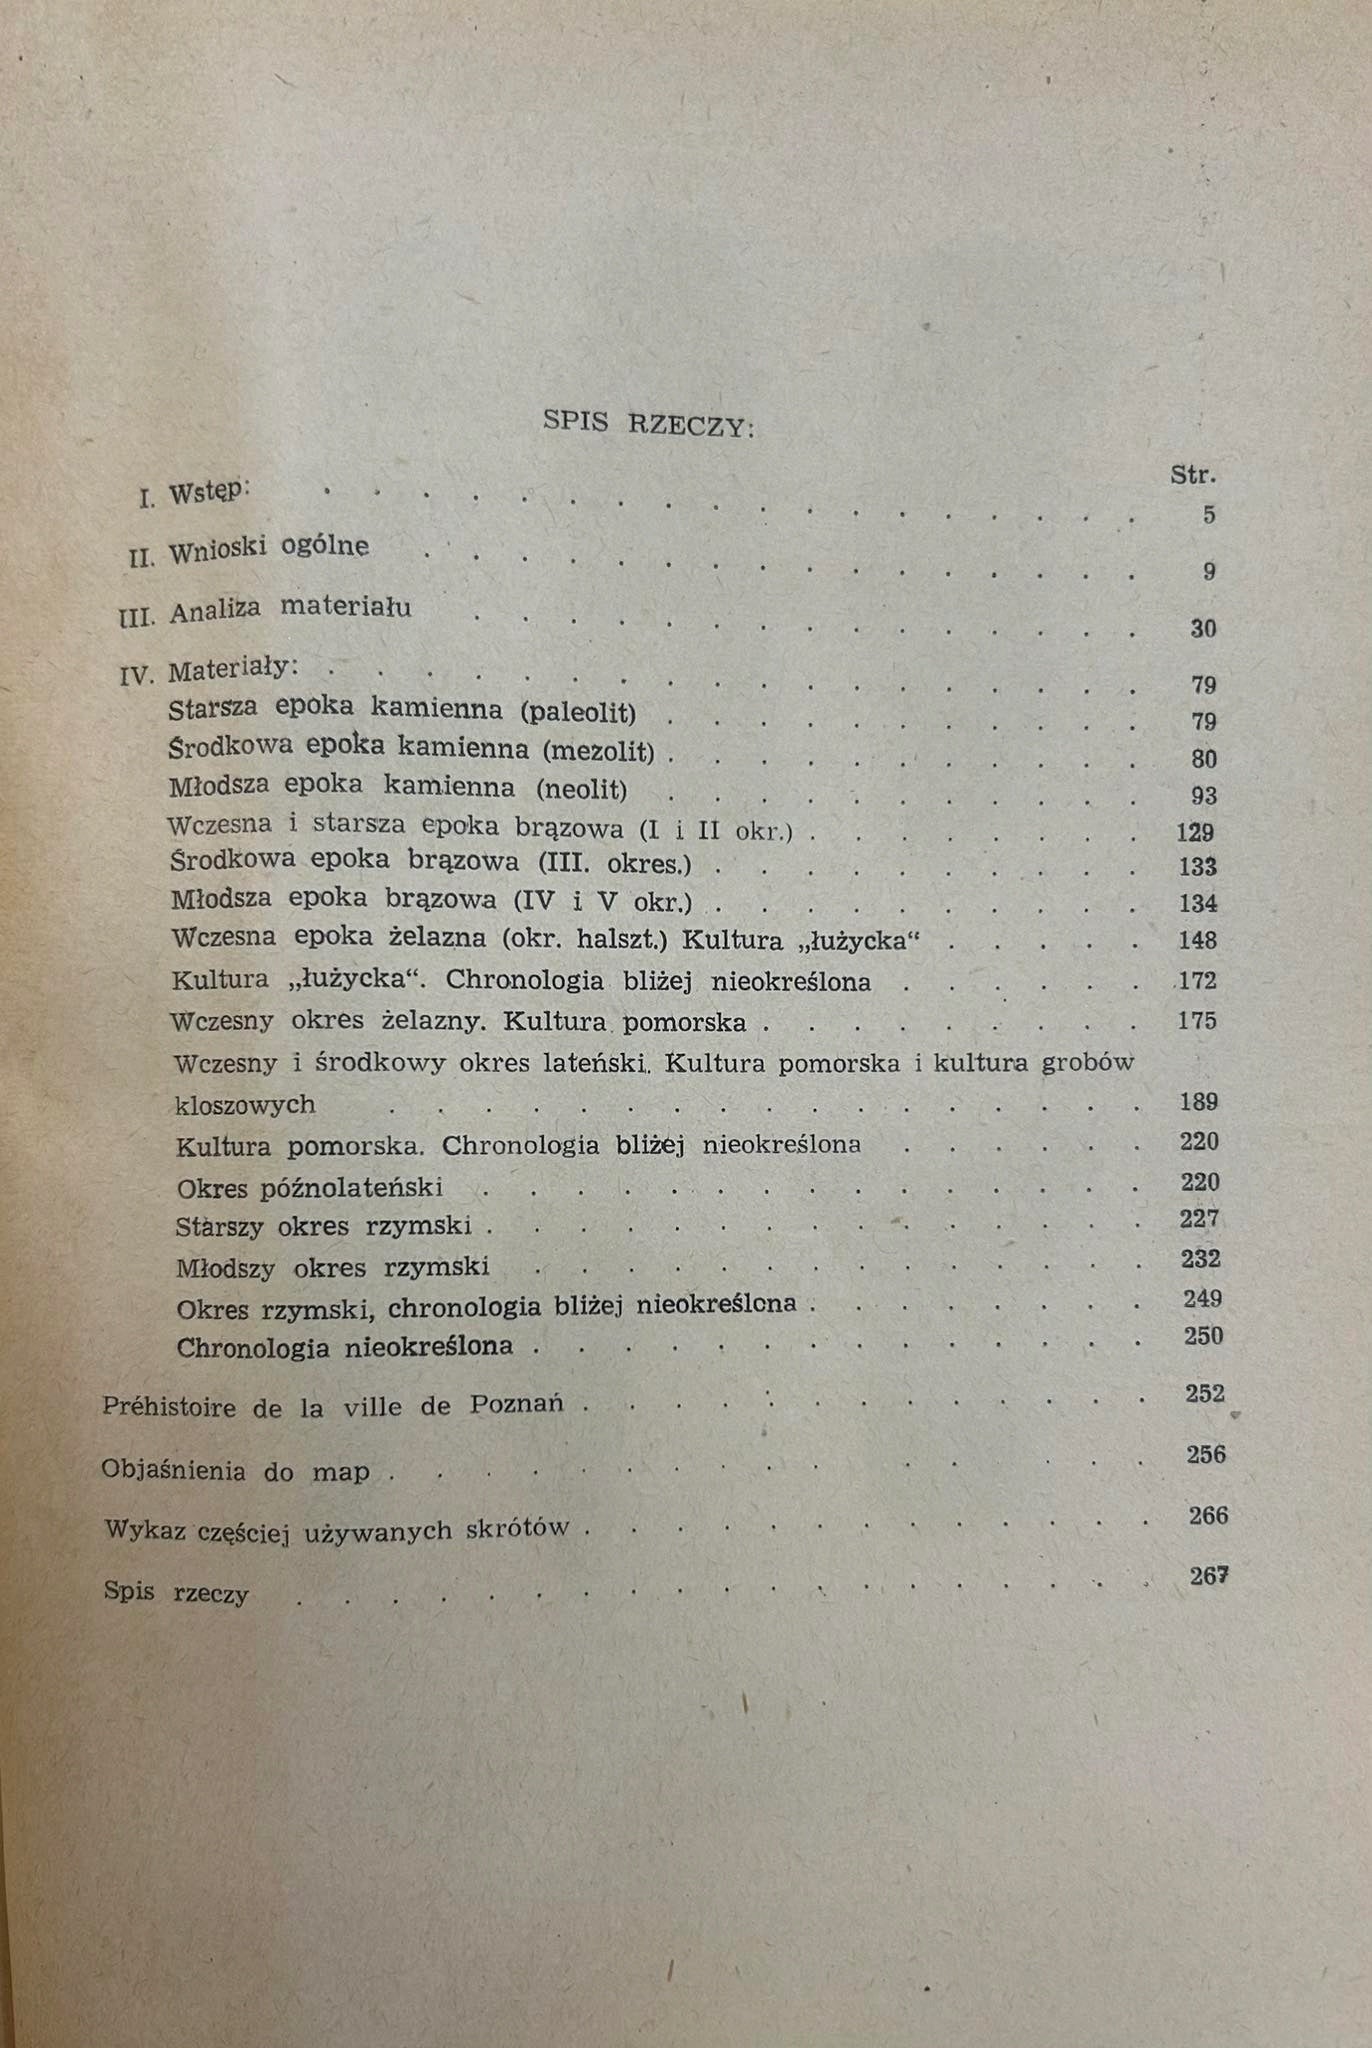 SPIS RZECZY:
Str.
I. Wstęp: . . . . . . . . . . . . . . . . . . 5
II. Wnioski ogólne . . . . . . . . . . . . . . . . 9
III. Analiza materiału . . . . . . . . . . . . . . . 30
IV. Materiały: . . . . . . . . . . . . . . . . . . 79
Starsza epoka kamienna (paleolit) . . . . . . . . . . . 79
Środkowa epoka kamienna (mezolit) . . . . . . . . . . . 80
Młodsza epoka kamienna (neolit) . . . . . . . . . . . 93
Wczesna i starsza epoka brązowa (I i II okr.) . . . . . . . . 129
Środkowa epoka brązowa (III. okres.) . . . . . . . . . . 133
Młodsza epoka brązowa (IV i V okr.) . . . . . . . . . . 134
Wczesna epoka żelazna (okr. halszt.) Kultura „łużycka“ . . . . . 148
Kultura „łużycka“. Chronologia bliżej nieokreślona . . . . . . 172
Wczesny okres żelazny. Kultura pomorska . . . . . . . . . 175
Wczesny i środkowy okres lateński. Kultura pomorska i kultura grobów
kloszowych . . . . . . . . . . . . . . . . . 189
Kultura pomorska. Chronologia bliżej nieokreślona . . . . . . 220
Okres późnolateński . . . . . . . . . . . . . . . 220
Starszy okres rzymski . . . . . . . . . . . . . . . 227
Młodszy okres rzymski . . . . . . . . . . . . . . 232
Okres rzymski, chronologia bliżej nieokreślona . . . . . . . . 249
Chronologia nieokreślona . . . . . . . . . . . . . . 250
Préhistoire de la ville de Poznań . . . . . . . . . . . . . 252
Objaśnienia do map . . . . . . . . . . . . . . . . 256
Wykaz częściej używanych skrótów . . . . . . . . . . . . . 266
Spis rzeczy . . . . . . . . . . . . . . . . . . . 267